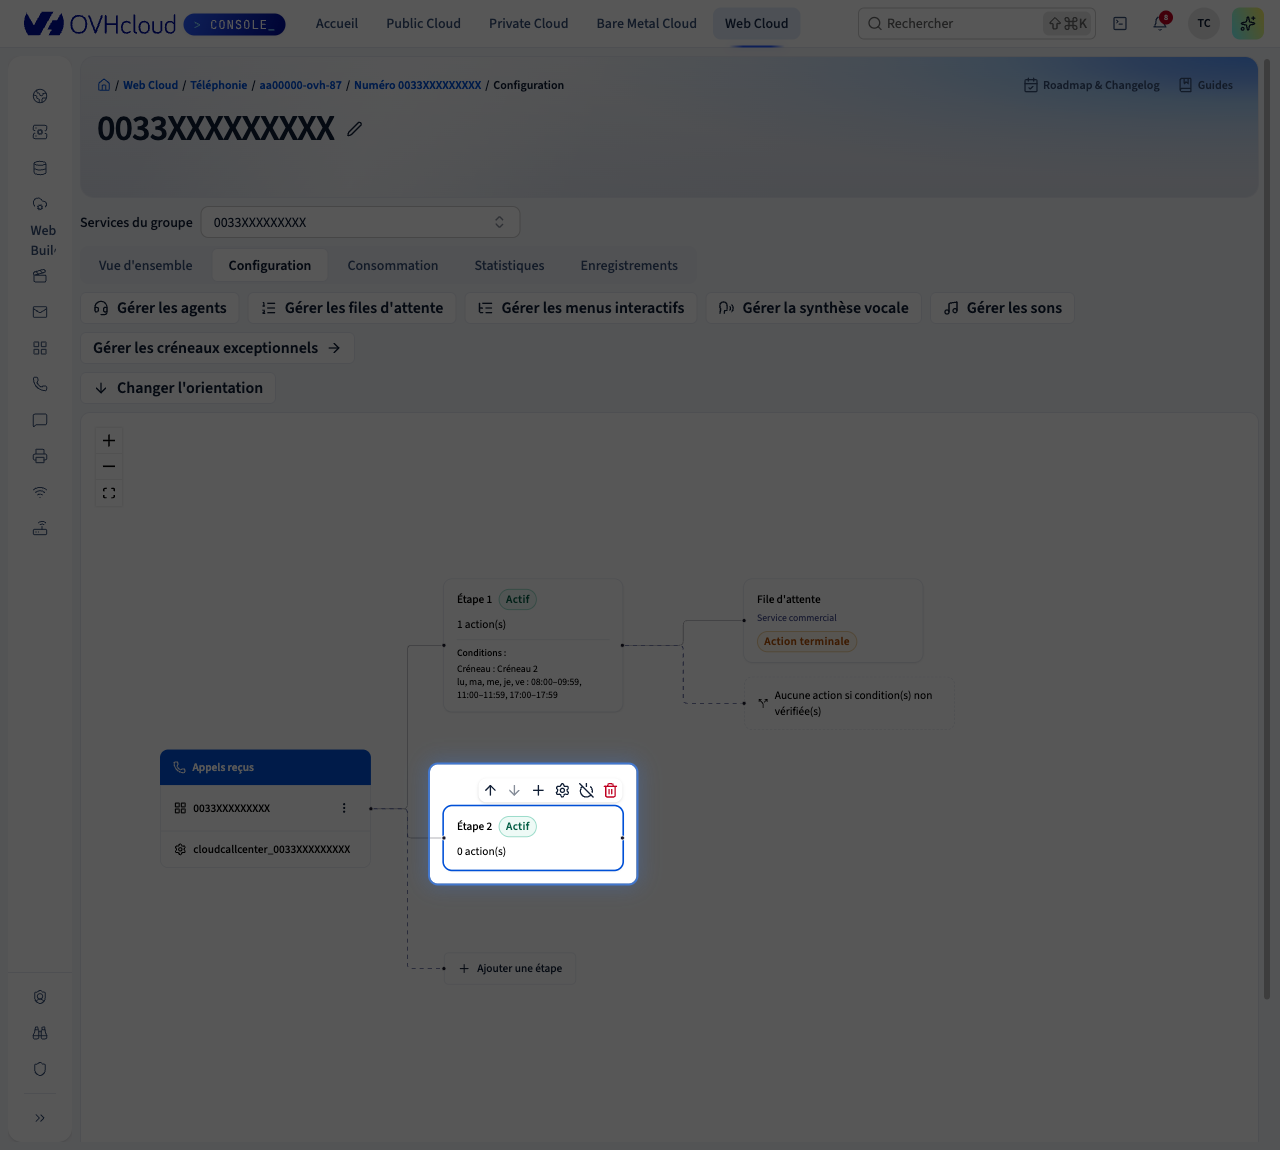 OVHcloud
> CONSOLE_
Accueil
Public Cloud
Private Cloud
Bare Metal Cloud
Web Cloud
Rechercher
⇧⌘K
8
TC
/ Web Cloud / Téléphonie / aa00000-ovh-87 / Numéro 0033XXXXXXXXX / Configuration
Roadmap & Changelog
Guides
0033XXXXXXXXX
Web
Buil
Services du groupe
0033XXXXXXXXX
Vue d'ensemble
Configuration
Consommation
Statistiques
Enregistrements
Gérer les agents
Gérer les files d'attente
Gérer les menus interactifs
Gérer la synthèse vocale
Gérer les sons
Gérer les créneaux exceptionnels
Changer l'orientation
Étape 1 Actif
1 action(s)
Conditions :
Créneau : Créneau 2
lu, ma, me, je, ve : 08:00–09:59,
11:00–11:59, 17:00–17:59
File d'attente
Service commercial
Action terminale
Aucune action si condition(s) non
vérifiée(s)
Appels reçus
0033XXXXXXXXX
cloudcallcenter_0033XXXXXXXXX
Étape 2 Actif
0 action(s)
Ajouter une étape